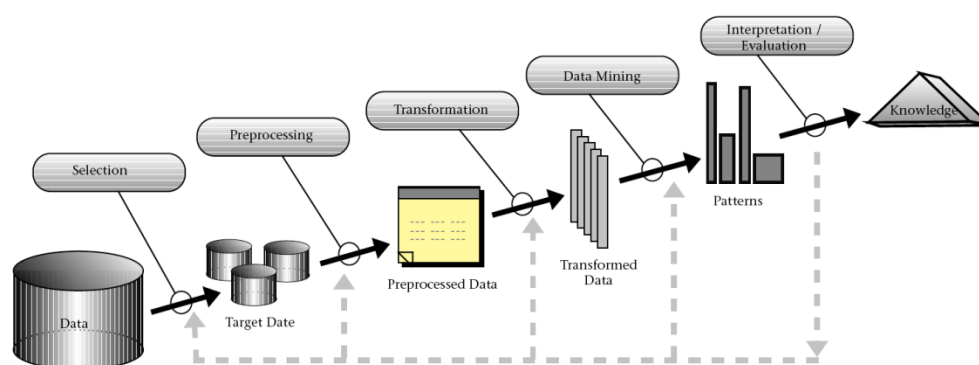 Interpretation /
Evaluation
Data Mining
Transformation
Preprocessing
Selection
Knowledge
Patterns
Transformed
Data
Preprocessed Data
Target Date
Data